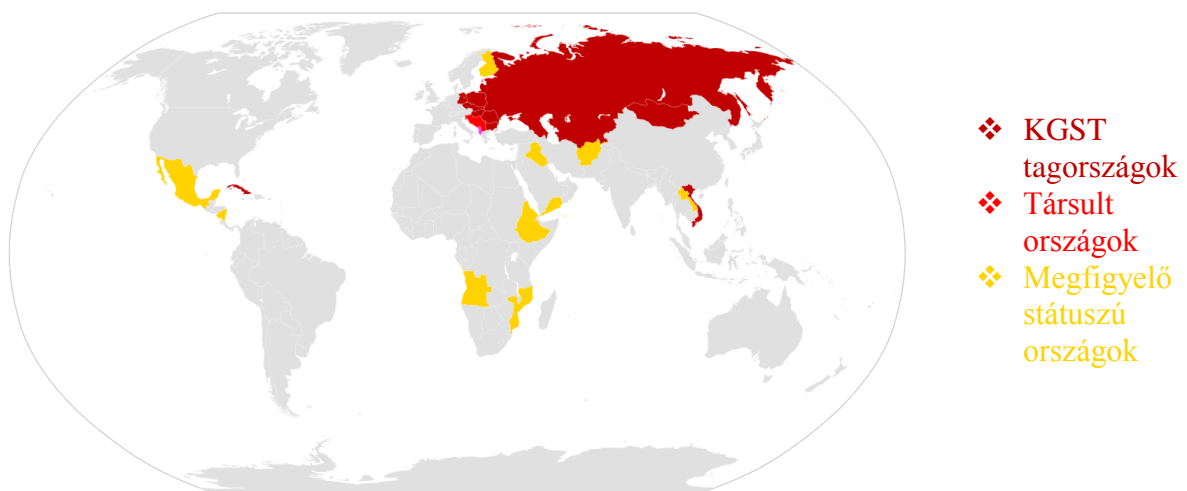 ❖ KGST
tagországok
❖ Társult
országok
❖ Megfigyelő
státuszú
országok